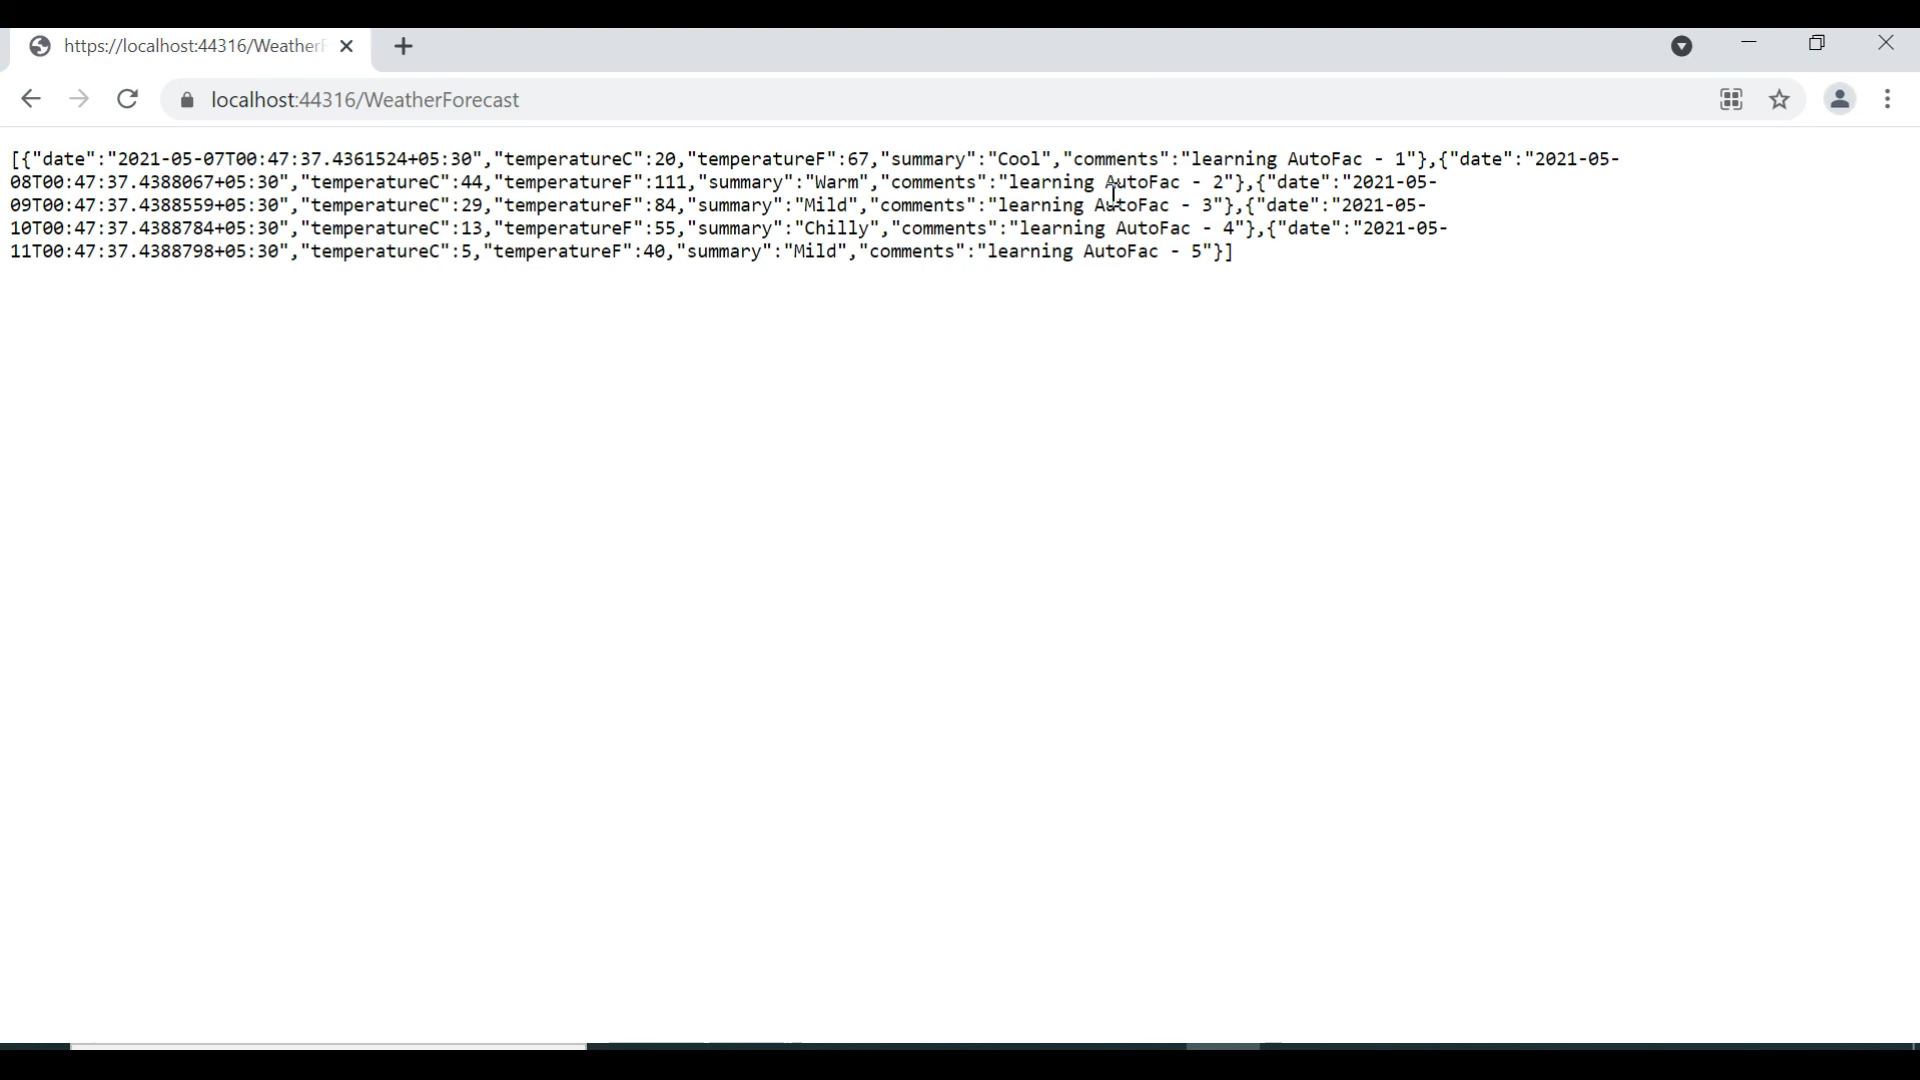 https://localhost:44316/WeatherF
localhost:44316/WeatherForecast
[{"date":"2021-05-07T00:47:37.4361524+05:30","temperatureC":20,"temperatureF":67,"summary":"Cool","comments":"learning AutoFac - 1"},{"date":"2021-05-
08T00:47:37.4388067+05:30","temperatureC":44,"temperatureF":111,"summary":"Warm","comments":"learning AutoFac - 2"},{"date":"2021-05-
09T00:47:37.4388559+05:30","temperatureC":29,"temperatureF":84,"summary":"Mild","comments":"learning AutoFac - 3"},{"date":"2021-05-
10T00:47:37.4388784+05:30","temperatureC":13,"temperatureF":55,"summary":"Chilly","comments":"learning AutoFac - 4"},{"date":"2021-05-
11T00:47:37.4388798+05:30","temperatureC":5,"temperatureF":40,"summary":"Mild","comments":"learning AutoFac - 5"}]